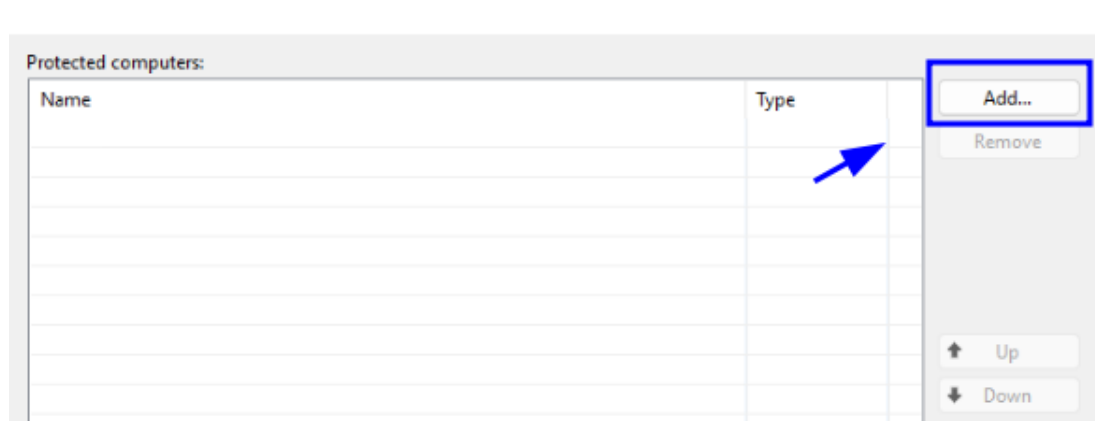 Protected computers:
Name Type
Add...
Remove
Up
Down